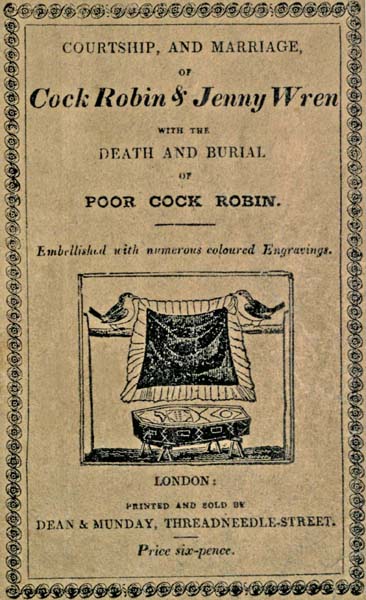 COURTSHIP, AND MARRIAGE,
OF
Cock Robin & Jenny Wren
WITH THE
DEATH AND BURIAL
OF
POOR COCK ROBIN.
Embellished with numerous coloured Engravings.
LONDON:
PRINTED AND SOLD BY
DEAN & MUNDAY, THREADNEEDLE-STREET.
Price six-pence.